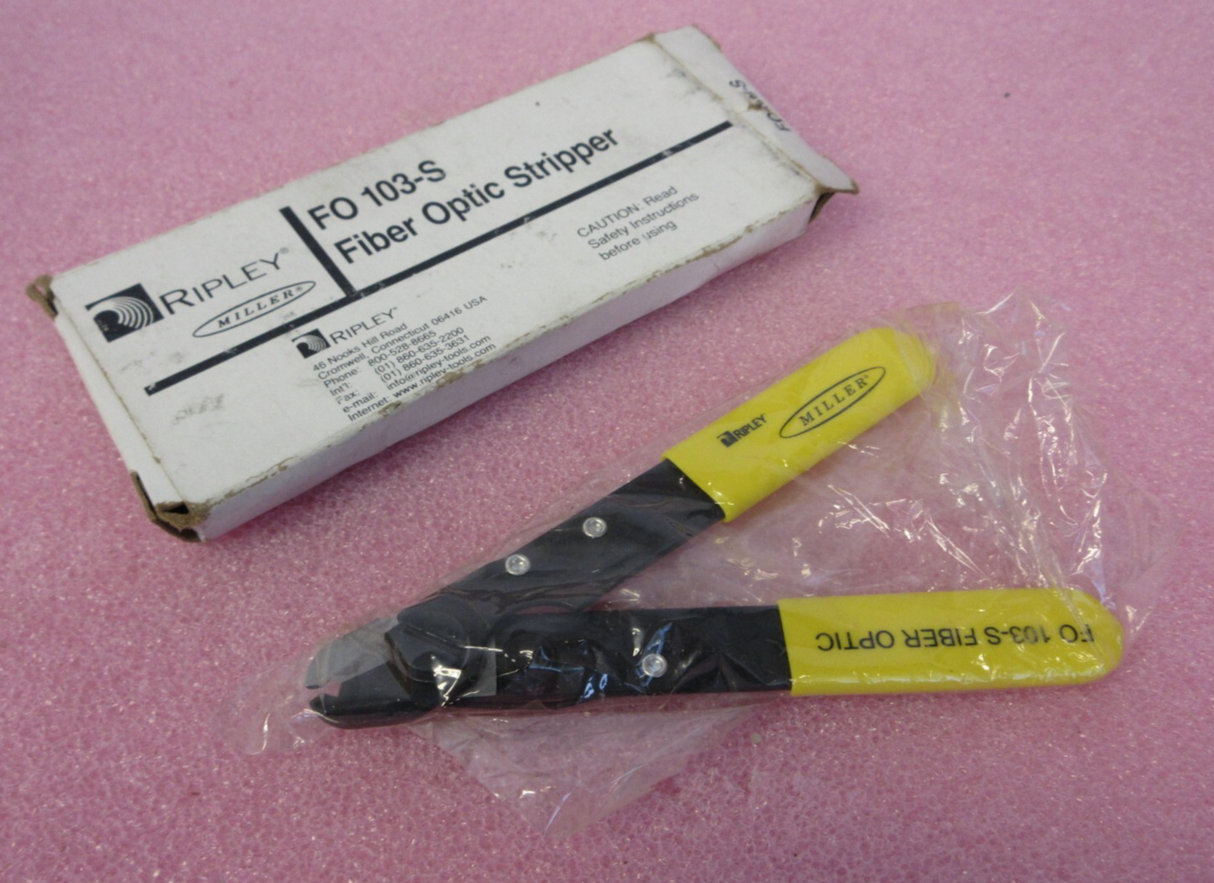 RIPLEY®
MILLER®
FO 103-S
Fiber Optic Stripper
RIPLEY®
46 Nooks Hill Road
Cromwell, Connecticut 06416 USA
Phone: 800-528-8665
Int'l: (01) 860-635-2200
Fax: (01) 860-635-3631
e-mail: info@ripley-tools.com
Internet: www.ripley-tools.com
CAUTION: Read
Safety Instructions
before using
RIPLEY
MILLER®
FO 103-S FIBER OPTIC